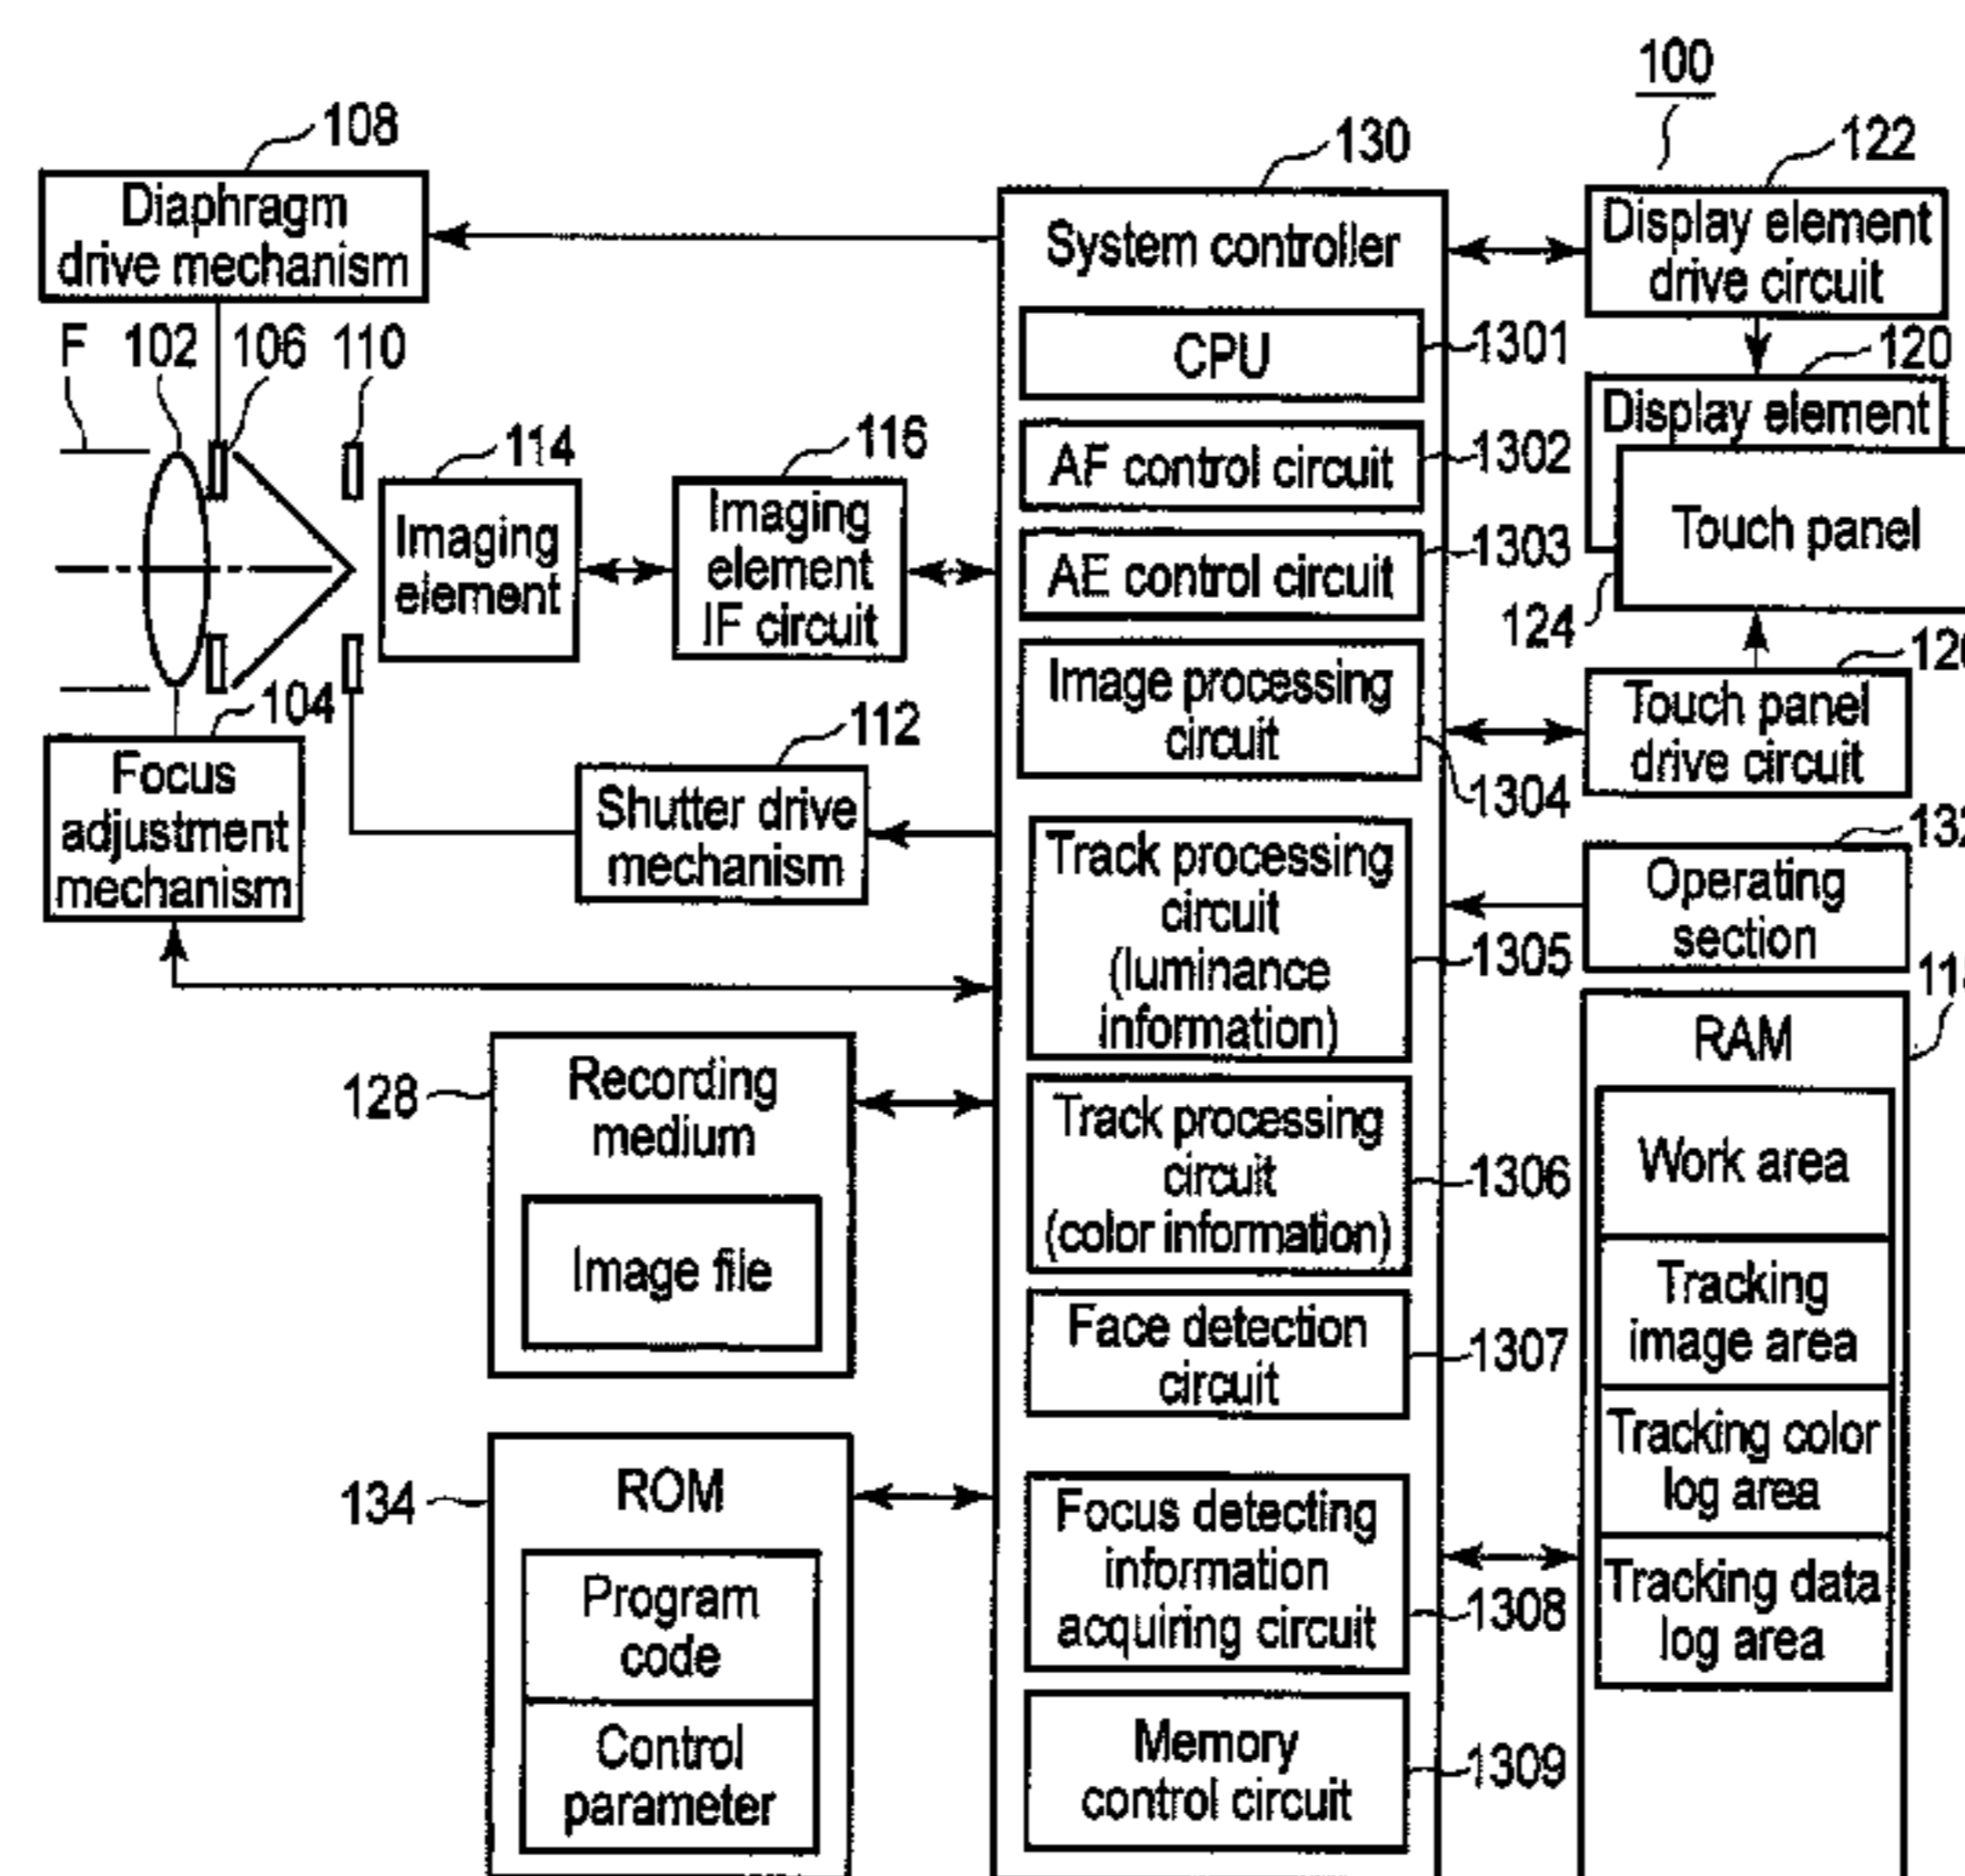 100
108
130
122
Diaphragm
drive mechanism
System controller
Display element
drive circuit
F
102
106
110
CPU
1301
120
Display element
114
116
AF control circuit
1302
Imaging
element
Imaging
element
IF circuit
AE control circuit
1303
Touch panel
124
104
112
Image processing
circuit
1304
Touch panel
drive circuit
Focus
adjustment
mechanism
Shutter drive
mechanism
Track processing
circuit
(luminance
information)
1305
Operating
section
128
Recording
medium
Image file
Track processing
circuit
(color information)
1306
RAM
Work area
Tracking
image area
Tracking color
log area
Tracking data
log area
Face detection
circuit
1307
134
ROM
Program
code
Control
parameter
Focus detecting
information
acquiring circuit
1308
Memory
control circuit
1309